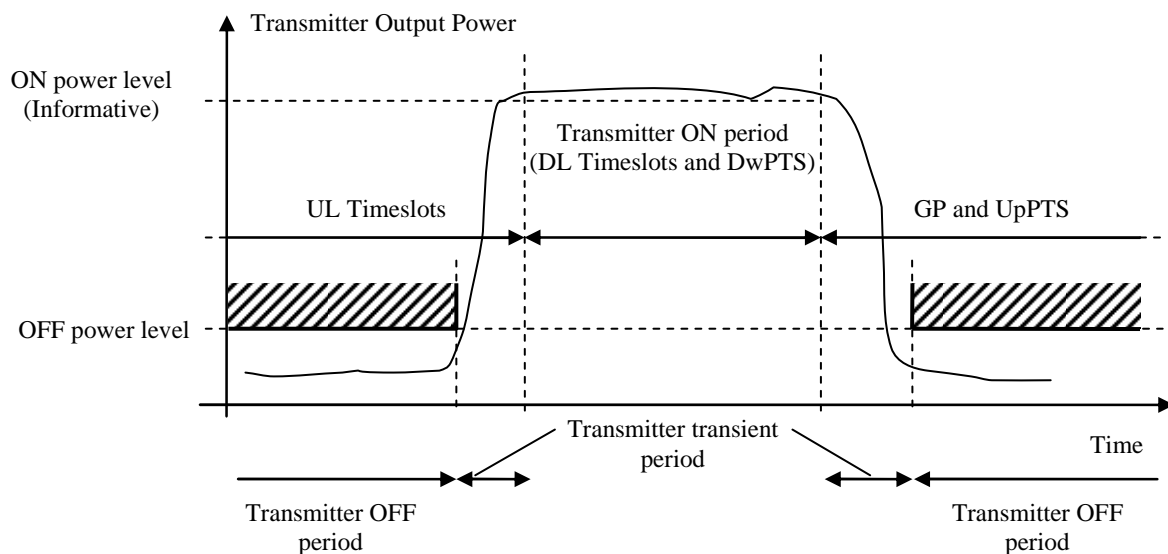 Transmitter Output Power
ON power level
(Informative)
Transmitter ON period
(DL Timeslots and DwPTS)
UL Timeslots
GP and UpPTS
OFF power level
Transmitter transient
period
Time
Transmitter OFF
period
Transmitter OFF
period